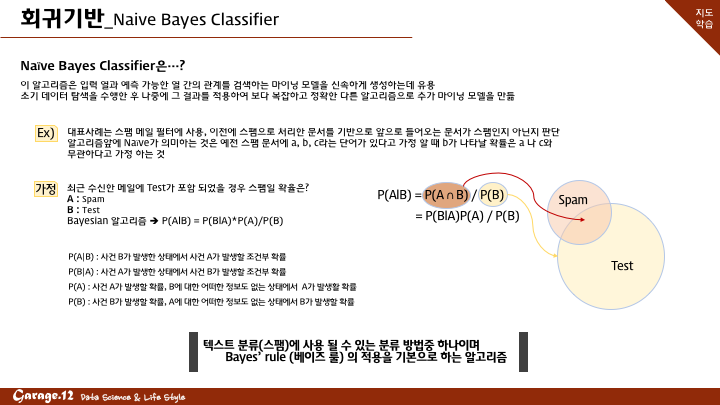 회귀기반_Naive Bayes Classifier
지도
학습
Naïve Bayes Classifier은…?
이 알고리즘은 입력 열과 예측 가능한 열 간의 관계를 검색하는 마이닝 모델을 신속하게 생성하는데 유용
초기 데이터 탐색을 수행한 후 나중에 그 결과를 적용하여 보다 복잡하고 정확한 다른 알고리즘으로 추가 마이닝 모델을 만듦
Ex)
대표사례는 스팸 메일 필터에 사용, 이전에 스팸으로 서리한 문서를 기반으로 앞으로 들어오는 문서가 스팸인지 아닌지 판단
알고리즘앞에 Naïve가 의미하는 것은 예전 스팸 문서에 a, b, c라는 단어가 있다고 가정 할 때 b가 나타날 확률은 a 나 c와
무관하다고 가정 하는 것
가정
최근 수신한 메일에 Test가 포함 되었을 경우 스팸일 확율은?
A : Spam
B : Test
Bayesian 알고리즘 ➔ P(A|B) = P(B|A)*P(A)/P(B)
P(A|B) = P(A∩B) / P(B)
= P(B|A)P(A) / P(B)
Spam
Test
P(A|B) : 사건 B가 발생한 상태에서 사건 A가 발생할 조건부 확률
P(B|A) : 사건 A가 발생한 상태에서 사건 B가 발생할 조건부 확률
P(A) : 사건 A가 발생할 확률, B에 대한 어떠한 정보도 없는 상태에서 A가 발생활 확률
P(B) : 사건 B가 발생할 확률, A에 대한 어떠한 정보도 없는 상태에서 B가 발생할 확률
텍스트 분류(스팸)에 사용 될 수 있는 분류 방법중 하나이며
Bayes' rule (베이즈 룰) 의 적용을 기본으로 하는 알고리즘
Garage.12 Data Science & Life Style